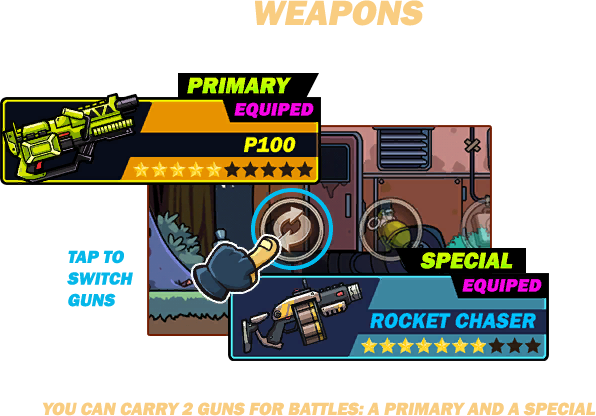 WEAPONS
PRIMARY
EQUIPED
P100
TAP TO
SWITCH
GUNS
SPECIAL
EQUIPED
ROCKET CHASER
YOU CAN CARRY 2 GUNS FOR BATTLES: A PRIMARY AND A SPECIAL